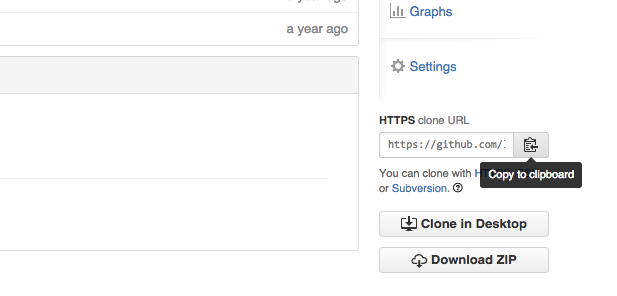 a year ago
Graphs
Settings
HTTPS clone URL
https://github.com/
Copy to clipboard
You can clone with
or Subversion.
Clone in Desktop
Download ZIP